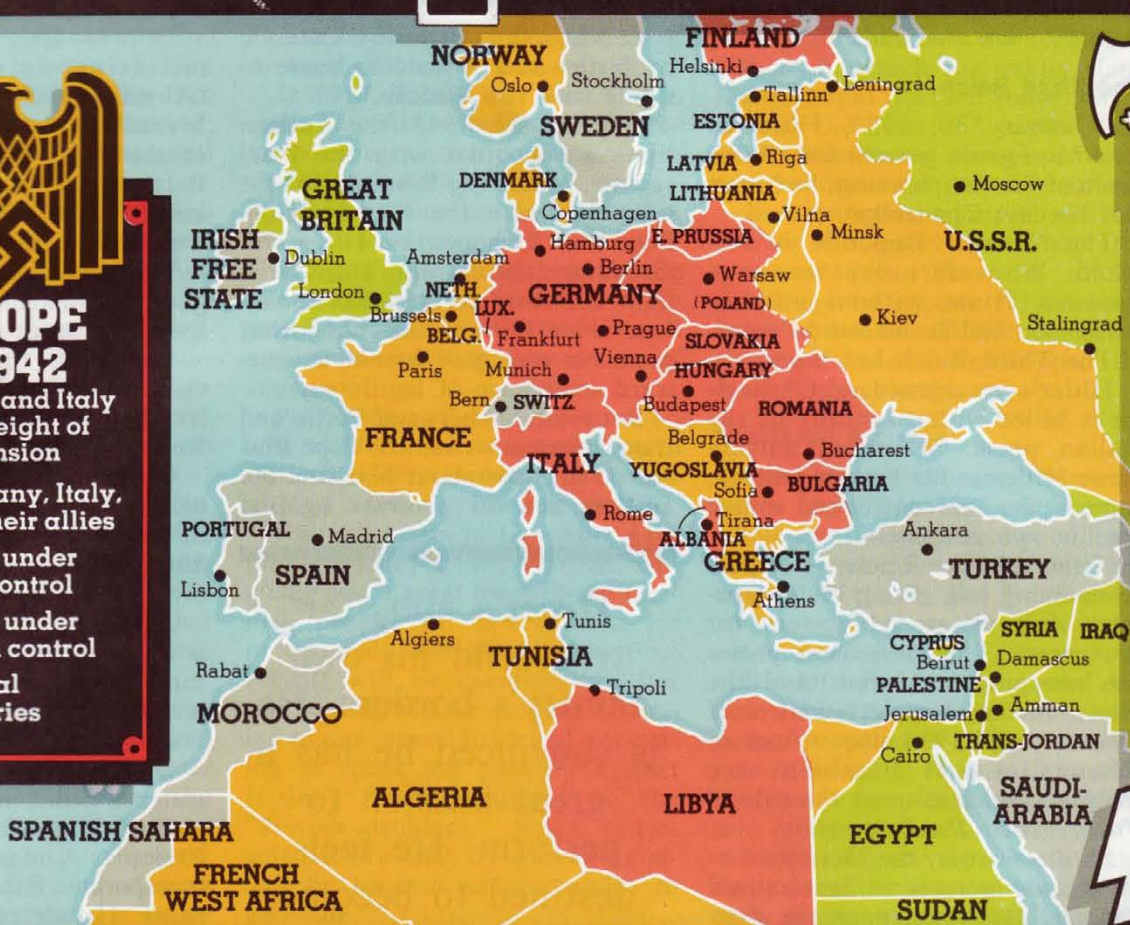 OPE
942
and Italy
eight of
nsion
any, Italy,
heir allies
under
control
under
control
al
ries
NORWAY
Oslo
Stockholm
SWEDEN
FINLAND
Helsinki
Tallinn
Leningrad
ESTONIA
LATVIA
Riga
LITHUANIA
Vilna
Minsk
Moscow
U.S.S.R.
Kiev
Stalingrad
DENMARK
Copenhagen
GREAT
BRITAIN
IRISH
FREE
STATE
Dublin
London
Amsterdam
NETH.
Brussels
BELG.
LUX.
Paris
FRANCE
Hamburg
Berlin
GERMANY
Frankfurt
Prague
Munich
Vienna
Bern
SWITZ
E. PRUSSIA
Warsaw
(POLAND)
SLOVAKIA
HUNGARY
Budapest
ROMANIA
Bucharest
Belgrade
YUGOSLAVIA
Sofia
BULGARIA
ITALY
Rome
Tirana
ALBANIA
GREECE
Athens
PORTUGAL
Lisbon
Madrid
SPAIN
Ankara
TURKEY
CYPRUS
SYRIA
IRAQ
Beirut
Damascus
PALESTINE
Jerusalem
Amman
TRANS-JORDAN
Cairo
SAUDI-
ARABIA
EGYPT
SUDAN
Rabat
MOROCCO
Algiers
Tunis
TUNISIA
Tripoli
ALGERIA
LIBYA
SPANISH SAHARA
FRENCH
WEST AFRICA